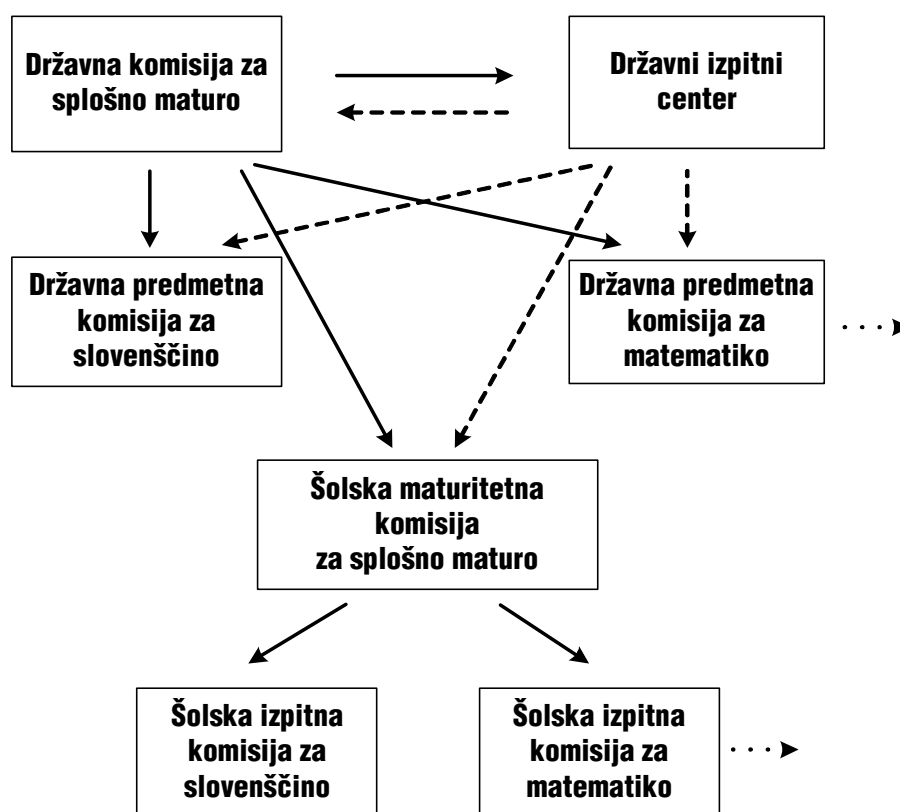 Državna komisija za
splošno maturo
Državni izpitni
center
Državna predmetna
komisija za
slovenščino
Državna predmetna
komisija za
matematiko
Šolska maturitetna
komisija
za splošno maturo
Šolska izpitna
komisija za
slovenščino
Šolska izpitna
komisija za
matematiko